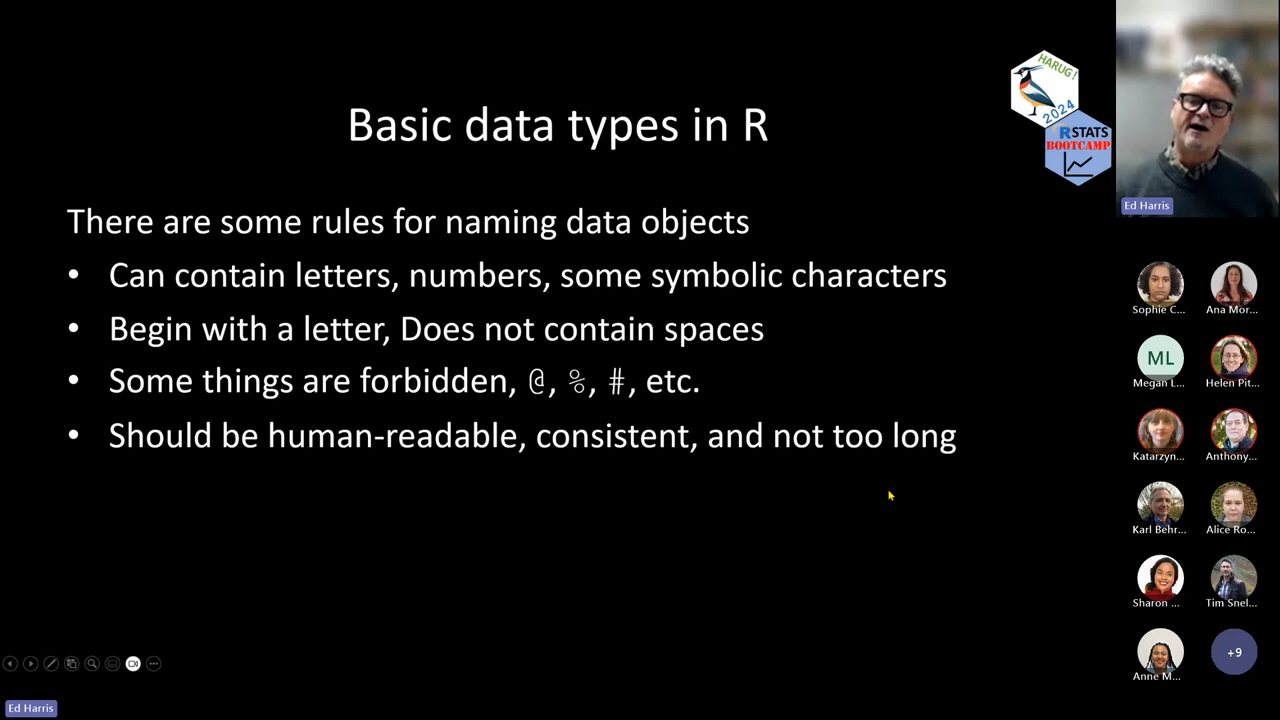 Basic data types in R
There are some rules for naming data objects
• Can contain letters, numbers, some symbolic characters
• Begin with a letter, Does not contain spaces
• Some things are forbidden, @, %, #, etc.
• Should be human-readable, consistent, and not too long
HARUG!
2024
RSTATS
BOOTCAMP
Ed Harris
Sophie C...
Ana Mor...
ML
Megan L...
Helen Pit...
Katarzyn...
Anthony...
Karl Behr...
Alice Ro...
Sharon ...
Tim Snel...
Anne M...
+9
Ed Harris